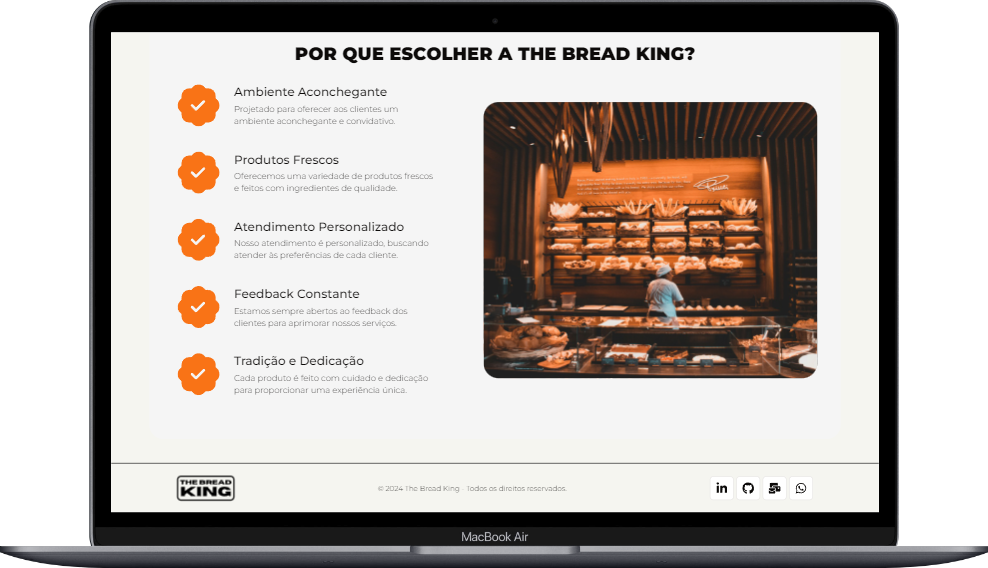 POR QUE ESCOLHER A THE BREAD KING?
Ambiente Aconchegante
Projetado para oferecer aos clientes um
ambiente aconchegante e convidativo.
Produtos Frescos
Oferecemos uma variedade de produtos frescos
e feitos com ingredientes de qualidade.
Atendimento Personalizado
Nosso atendimento é personalizado, buscando
atender às preferências de cada cliente.
Feedback Constante
Estamos sempre abertos ao feedback dos
clientes para aprimorar nossos serviços.
Tradição e Dedicação
Cada produto é feito com cuidado e dedicação
para proporcionar uma experiência única.
THE BREAD
KING
© 2024 The Bread King - Todos os direitos reservados.
in
MacBook Air